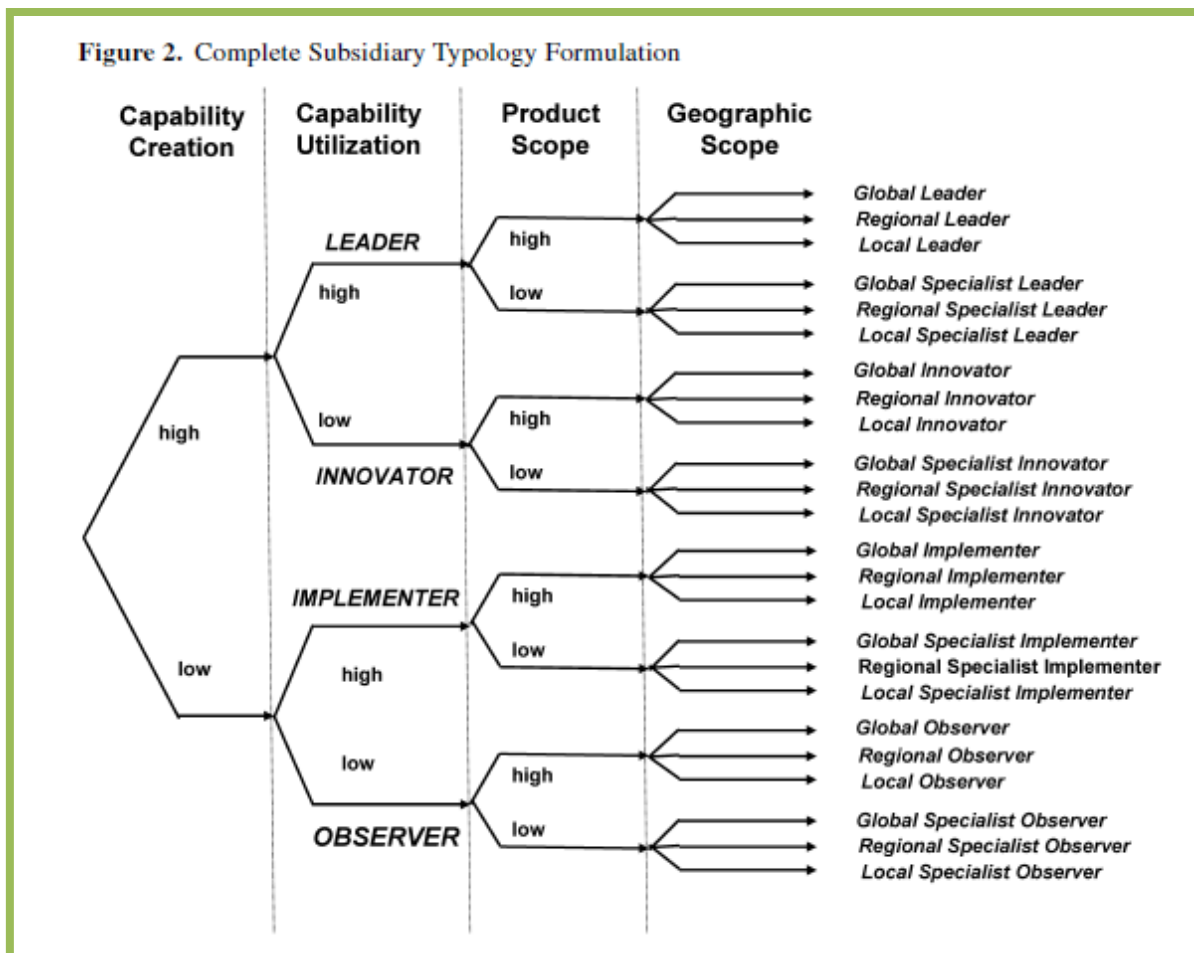 Figure 2. Complete Subsidiary Typology Formulation
Capability
Creation
Capability
Utilization
Product
Scope
Geographic
Scope
high
low
LEADER
high
low
INNOVATOR
IMPLEMENTER
high
low
OBSERVER
high
low
high
low
high
low
high
low
Global Leader
Regional Leader
Local Leader
Global Specialist Leader
Regional Specialist Leader
Local Specialist Leader
Global Innovator
Regional Innovator
Local Innovator
Global Specialist Innovator
Regional Specialist Innovator
Local Specialist Innovator
Global Implementer
Regional Implementer
Local Implementer
Global Specialist Implementer
Regional Specialist Implementer
Local Specialist Implementer
Global Observer
Regional Observer
Local Observer
Global Specialist Observer
Regional Specialist Observer
Local Specialist Observer